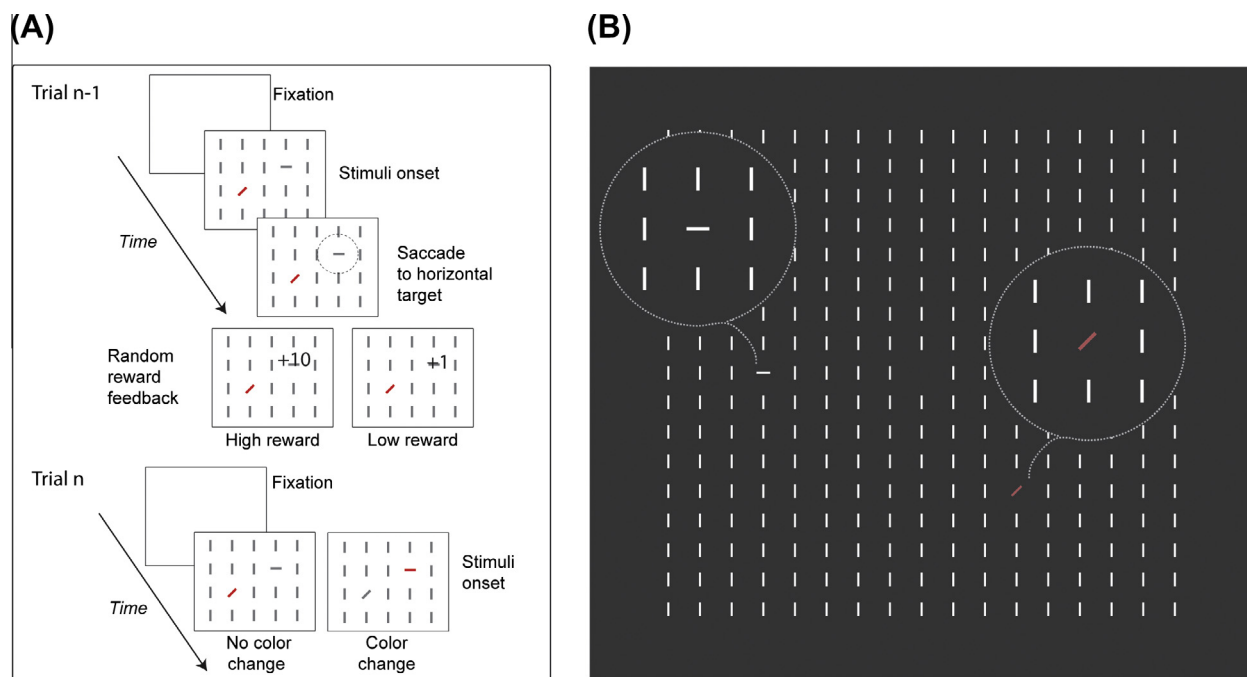 (A)
Trial n-1
Fixation
Stimuli onset
Time
Saccade
to horizontal
target
Random
reward
feedback
+10
+1
High reward
Low reward
Trial n
Fixation
Time
Stimuli
onset
No color
change
Color
change
(B)